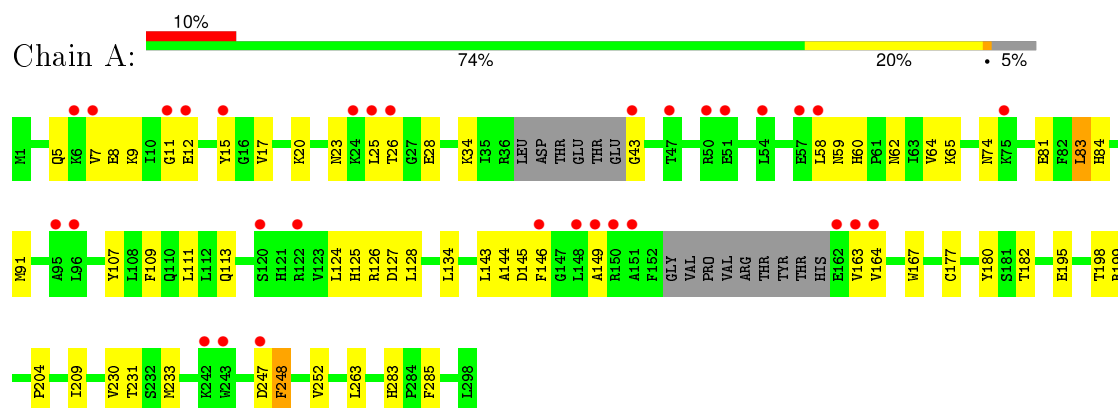 10%
Chain A:
74% 20% • 5%
M1 Q5 K6 V7 E8 K9 I10 G11 E12 Y15 G16 V17 K20 N23 K24 L25 T26 G27 E28 K34 I35 R36 LEU ASP THR GLU THR GLU G43 T47 R50 E51 L54 E57 L58 N59 H60 P61 N62 I63 V64 K65 N74 K75 E81 F82 L83 H84
M91 A95 L96 Y107 L108 F109 Q110 L111 L112 Q113 S120 H121 R122 V123 L124 H125 R126 D127 L128 L134 L143 A144 D145 F146 G147 L148 A149 R150 A151 F152 GLY VAL PRO VAL ARG THR TYR THR HIS E162 V163 V164 W167 C177 Y180 S181 T182 E195 T198 R199
P204 I209 V230 T231 S232 M233 K242 W243 D247 F248 V252 L263 H283 P284 F285 L298